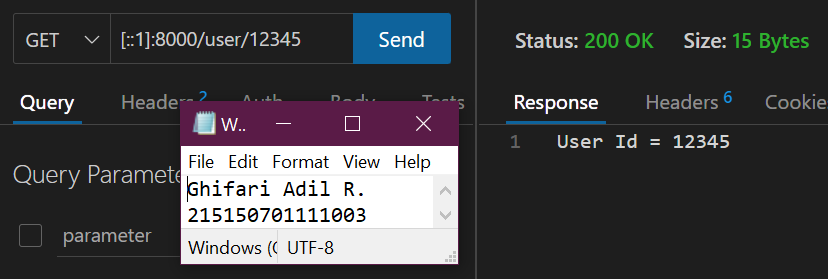 GET
[::1]:8000/user/12345
Send
Status: 200 OK Size: 15 Bytes
Query
Headers 2
Auth
Body
Tests
Response
Headers 6
Cookies
1 User Id = 12345
Query Paramete
parameter
W..
File Edit Format View Help
Ghifari Adil R.
215150701111003
Windows (C
UTF-8